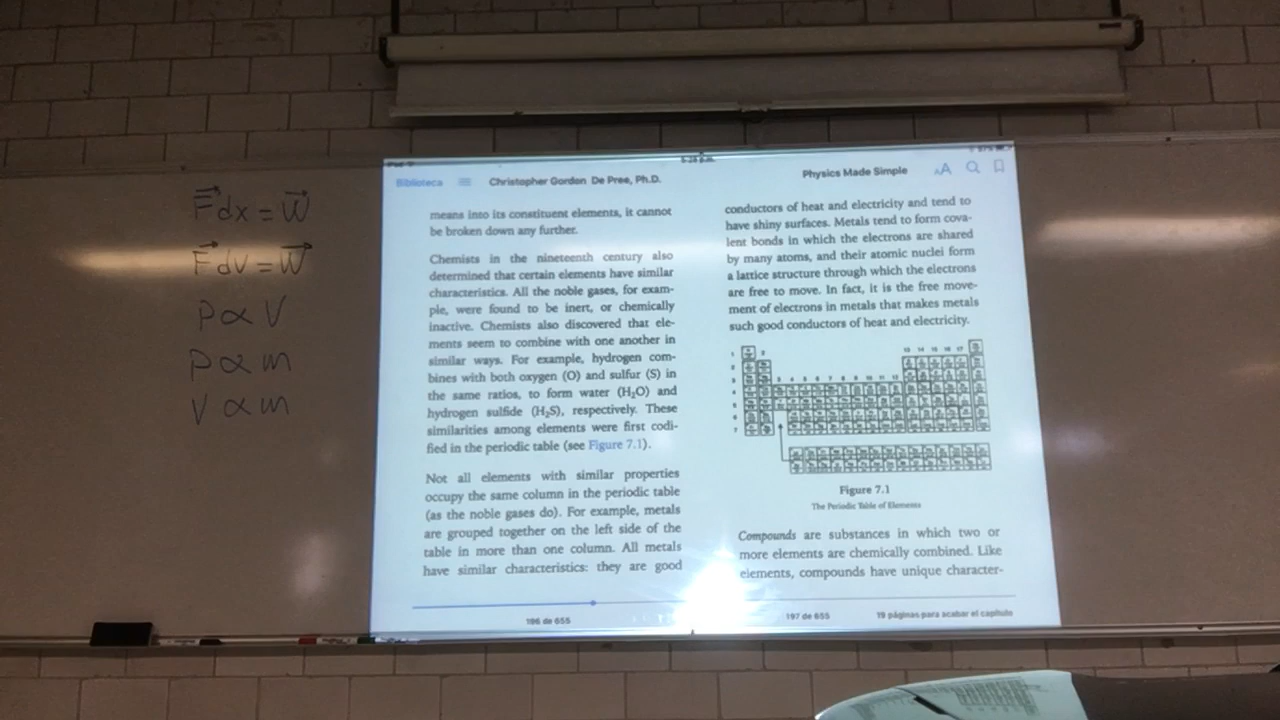 F⃗dx = W⃗
F⃗dv = W⃗
P ∝ V
P ∝ m
V ∝ m
5:28 p.m.
Biblioteca
Christopher Gordon De Pree, Ph.D.
Physics Made Simple
AA
means into its constituent elements, it cannot
be broken down any further.
Chemists in the nineteenth century also
determined that certain elements have similar
characteristics. All the noble gases, for exam-
ple, were found to be inert, or chemically
inactive. Chemists also discovered that ele-
ments seem to combine with one another in
similar ways. For example, hydrogen com-
bines with both oxygen (O) and sulfur (S) in
the same ratios, to form water (H₂O) and
hydrogen sulfide (H₂S), respectively. These
similarities among elements were first codi-
fied in the periodic table (see Figure 7.1).
Not all elements with similar properties
occupy the same column in the periodic table
(as the noble gases do). For example, metals
are grouped together on the left side of the
table in more than one column. All metals
have similar characteristics: they are good
conductors of heat and electricity and tend to
have shiny surfaces. Metals tend to form cova-
lent bonds in which the electrons are shared
by many atoms, and their atomic nuclei form
a lattice structure through which the electrons
are free to move. In fact, it is the free move-
ment of electrons in metals that makes metals
such good conductors of heat and electricity.
Figure 7.1
The Periodic Table of Elements
Compounds are substances in which two or
more elements are chemically combined. Like
elements, compounds have unique character-
196 de 655
197 de 655
19 páginas para acabar el capítulo